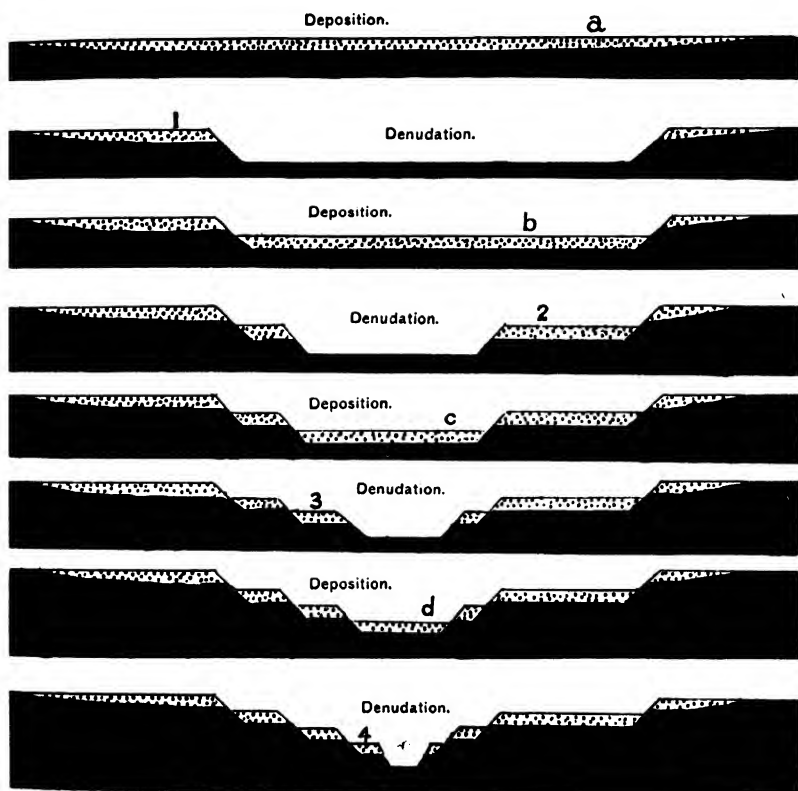 Deposition.
a
1
Denudation.
Deposition.
b
Denudation.
2
Deposition.
c
Denudation.
3
Deposition.
d
Denudation.
4